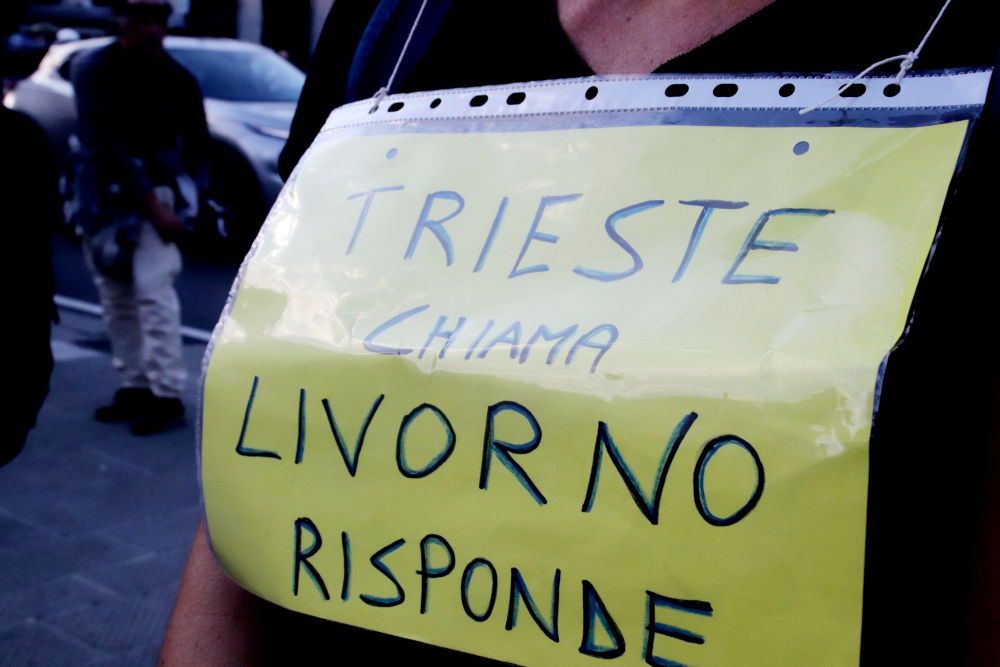 TRIESTE
CHIAMA
LIVORNO
RISPONDE